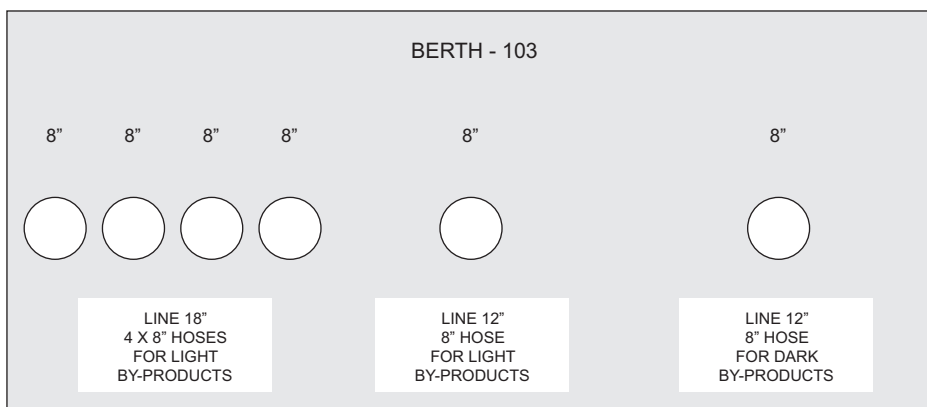 BERTH - 103
8” 8” 8” 8” 8” 8”
LINE 18”
4 X 8” HOSES
FOR LIGHT
BY-PRODUCTS
LINE 12”
8” HOSE
FOR LIGHT
BY-PRODUCTS
LINE 12”
8” HOSE
FOR DARK
BY-PRODUCTS